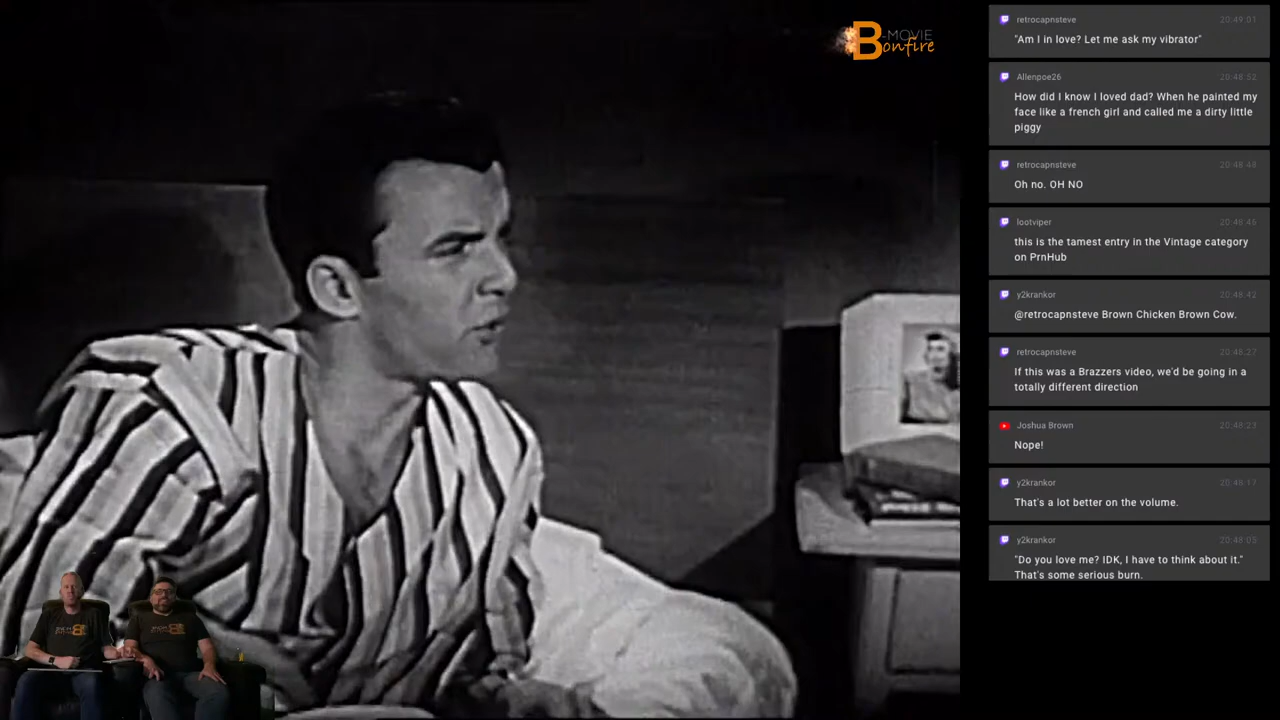 B-MOVIE
Bonfire
retrocapnsteve 20:49:01
"Am I in love? Let me ask my vibrator"
Allenpoe26 20:48:52
How did I know I loved dad? When he painted my
face like a french girl and called me a dirty little
piggy
retrocapnsteve 20:48:48
Oh no. OH NO
lootviper 20:48:46
this is the tamest entry in the Vintage category
on PrnHub
y2krankor 20:48:42
@retrocapnsteve Brown Chicken Brown Cow.
retrocapnsteve 20:48:27
If this was a Brazzers video, we'd be going in a
totally different direction
Joshua Brown 20:48:23
Nope!
y2krankor 20:48:17
That's a lot better on the volume.
y2krankor 20:48:05
"Do you love me? IDK, I have to think about it."
That's some serious burn.